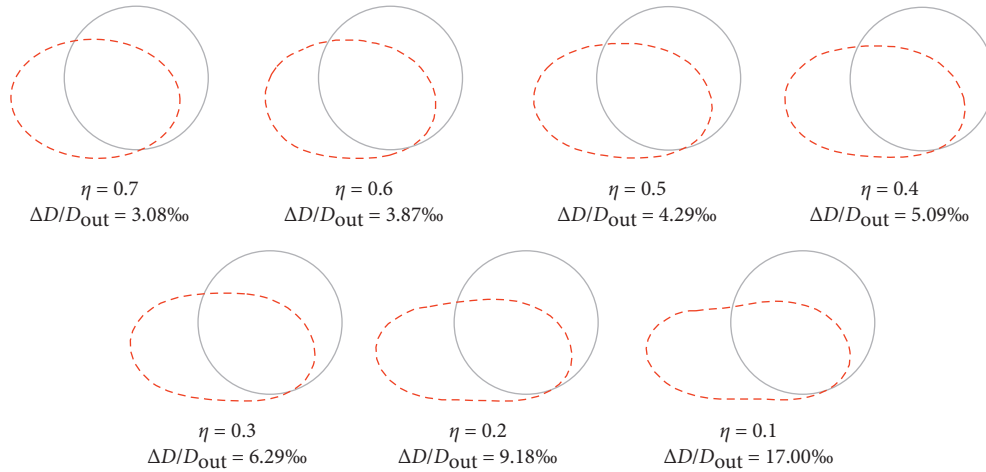 η = 0.7
ΔD/Dout = 3.08‰
η = 0.6
ΔD/Dout = 3.87‰
η = 0.5
ΔD/Dout = 4.29‰
η = 0.4
ΔD/Dout = 5.09‰
η = 0.3
ΔD/Dout = 6.29‰
η = 0.2
ΔD/Dout = 9.18‰
η = 0.1
ΔD/Dout = 17.00‰